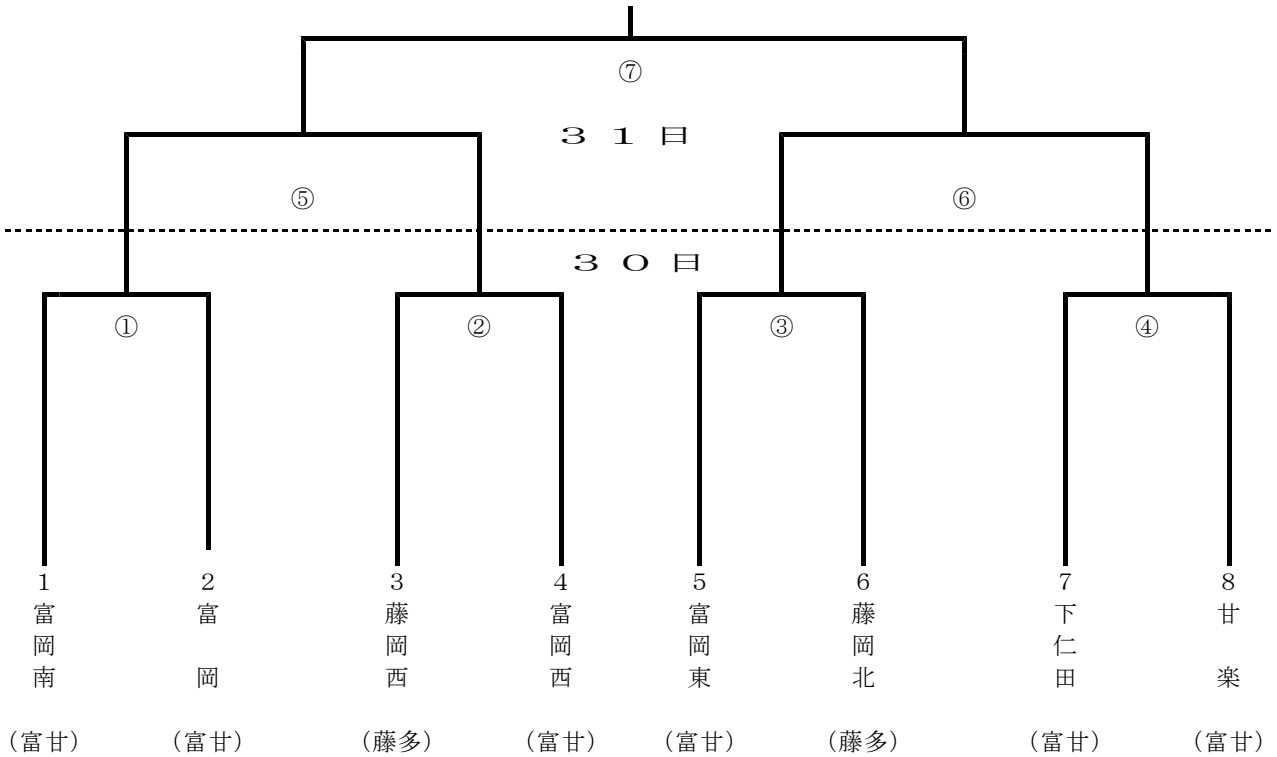 ⑦
３１日
⑤
⑥
３０日
①
②
③
④
１
富岡南
（富甘）
２
富　岡
（富甘）
３
藤岡西
（藤多）
４
富岡西
（富甘）
５
富岡東
（富甘）
６
藤岡北
（藤多）
７
下仁田
（富甘）
８
甘　楽
（富甘）